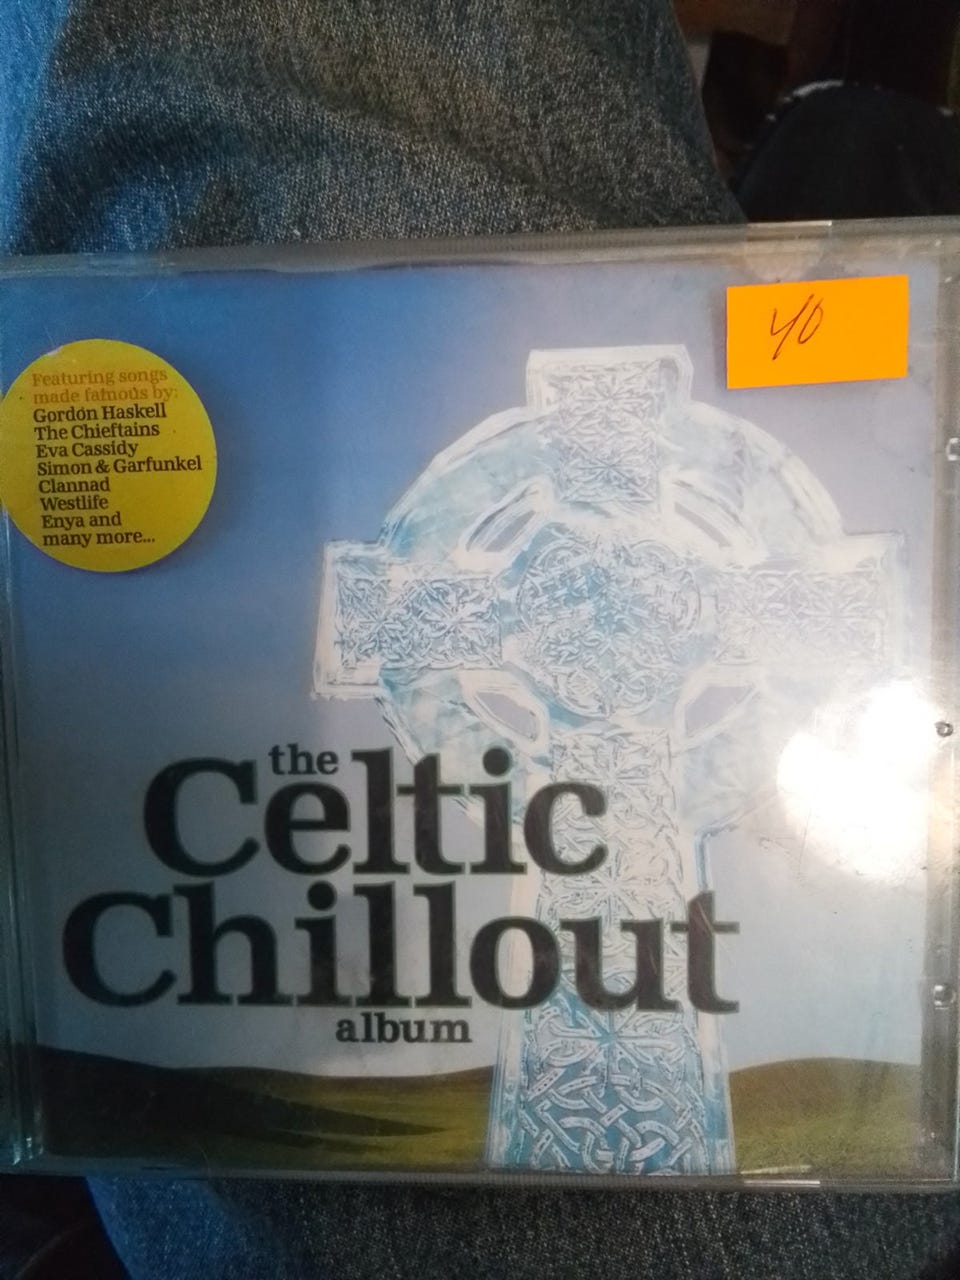 40
Featuring songs
made famous by:
Gordon Haskell
The Chieftains
Eva Cassidy
Simon & Garfunkel
Clannad
Westlife
Enya and
many more...
the
Celtic
Chillout
album